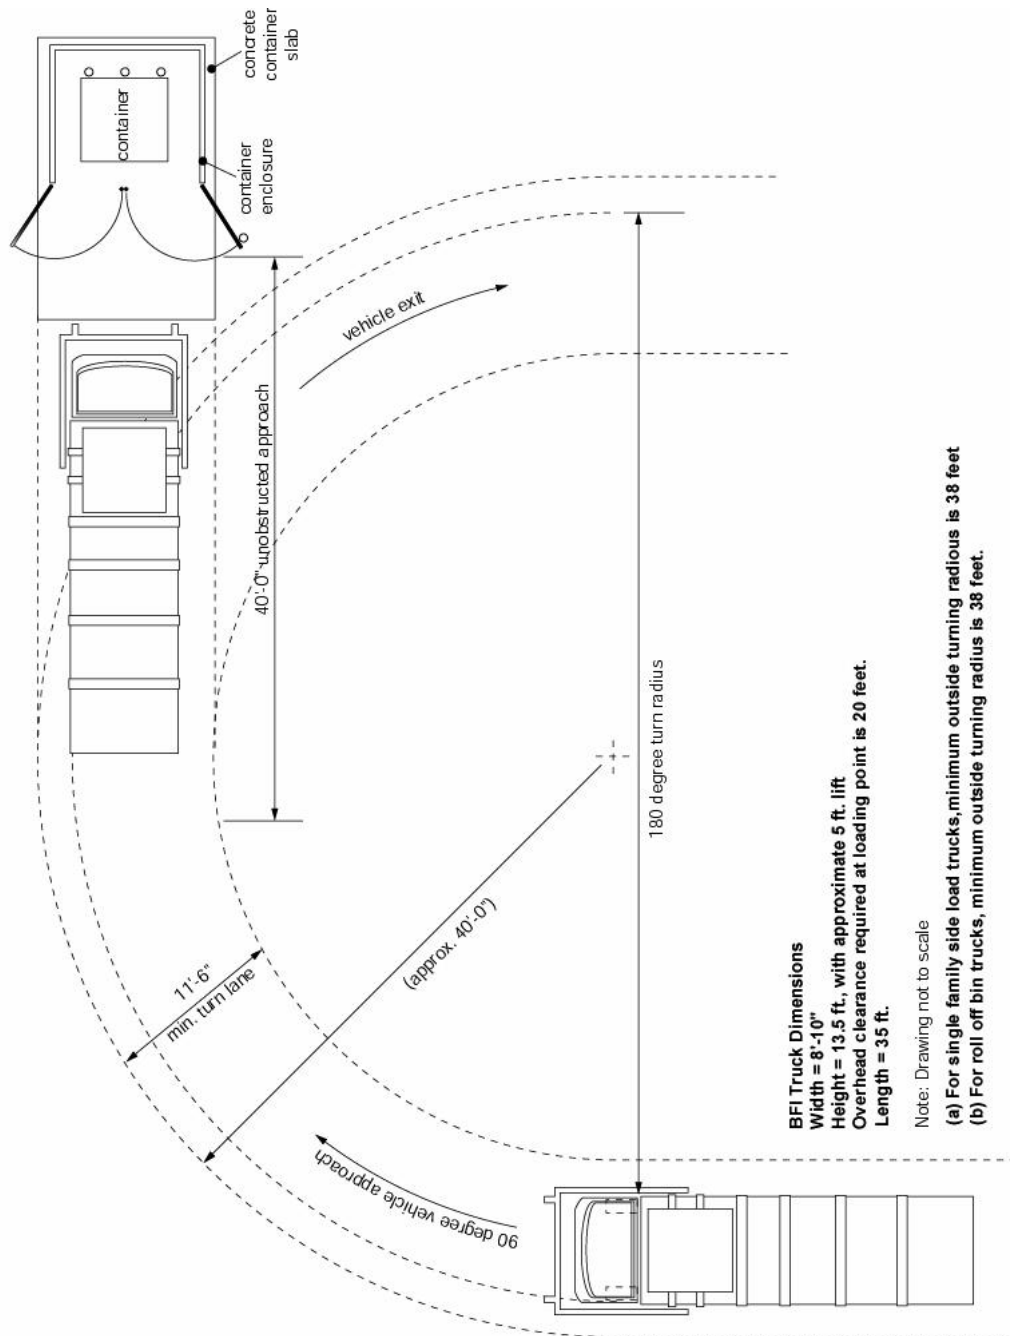 concrete
container
slab
container
container
enclosure
vehicle exit
40'-0" unobstructed approach
180 degree turn radius
(approx. 40'-0")
11'-6"
min. turn lane
90 degree vehicle approach
BFI Truck Dimensions
Width = 8'-10"
Height = 13.5 ft., with approximate 5 ft. lift
Overhead clearance required at loading point is 20 feet.
Length = 35 ft.
Note: Drawing not to scale
(a) For single family side load trucks,minimum outside turning radious is 38 feet
(b) For roll off bin trucks, minimum outside turning radius is 38 feet.